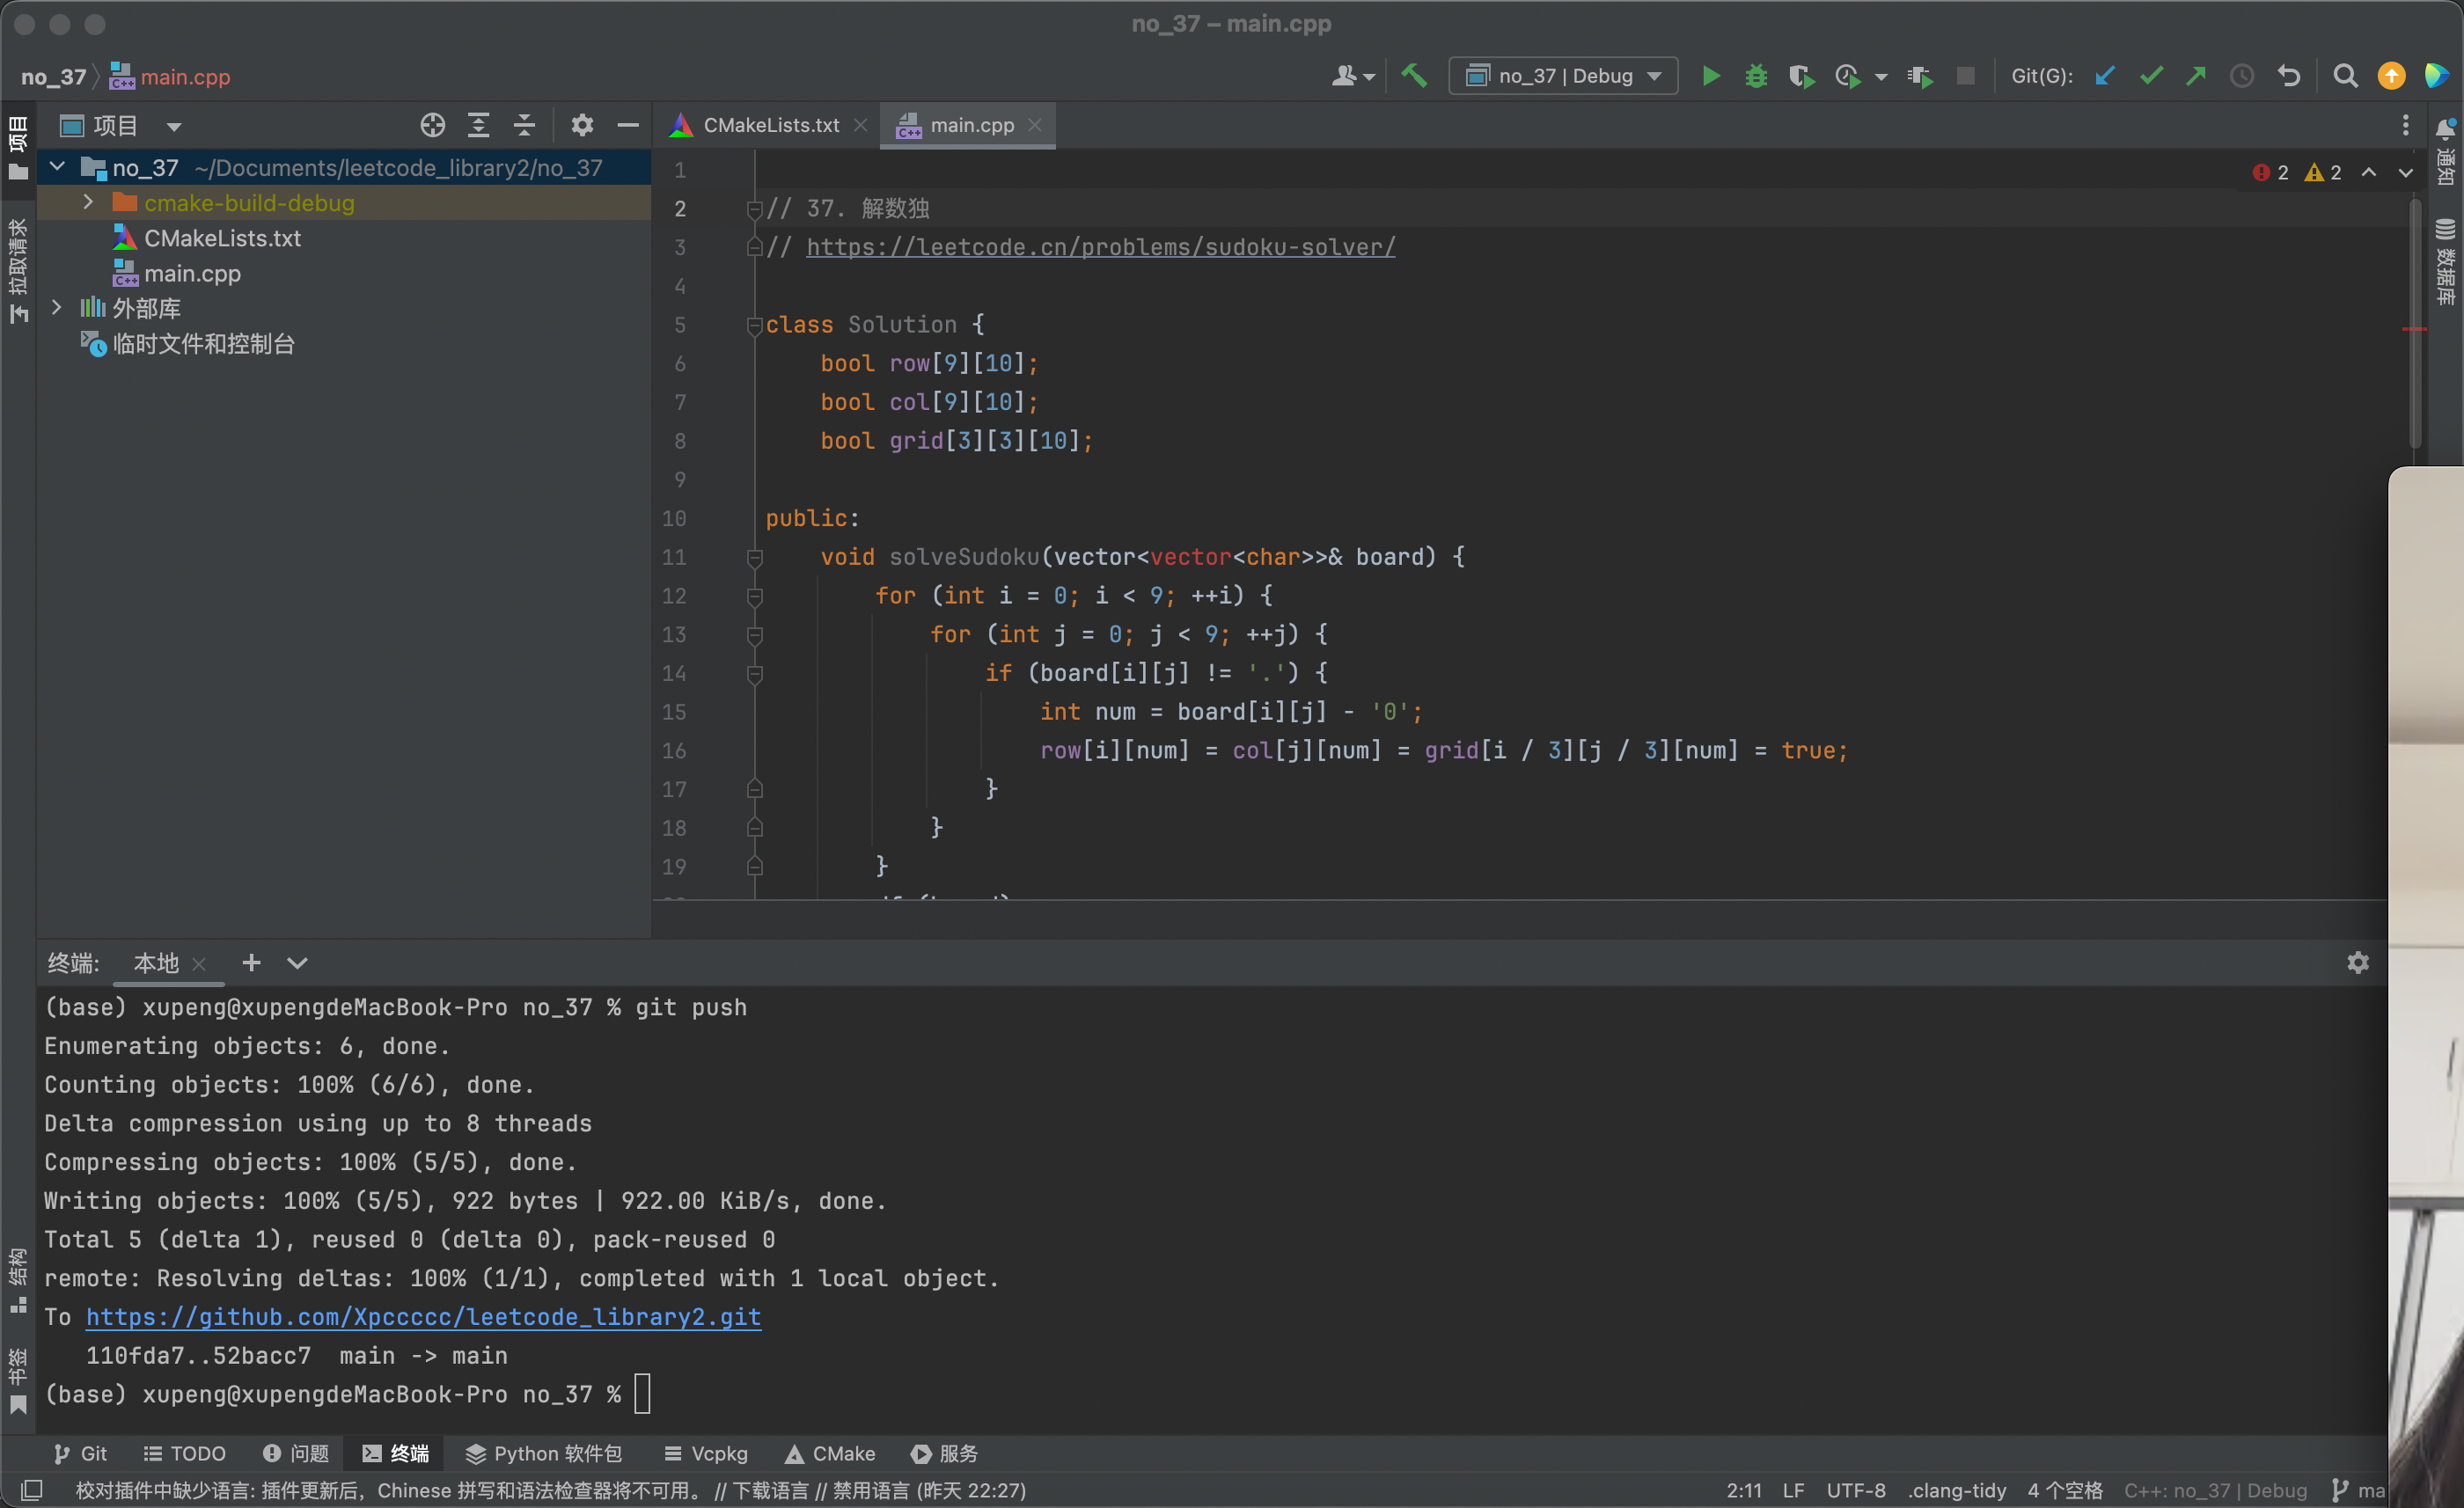 no_37 – main.cpp
no_37 main.cpp
no_37 | Debug
Git(G):
项目
CMakeLists.txt
main.cpp
no_37 ~/Documents/leetcode_library2/no_37
cmake-build-debug
CMakeLists.txt
main.cpp
外部库
临时文件和控制台
项目
拉取请求
结构
书签
通知
数据库
2 2
1
2 // 37. 解数独
3 // https://leetcode.cn/problems/sudoku-solver/
4
5 class Solution {
6 bool row[9][10];
7 bool col[9][10];
8 bool grid[3][3][10];
9
10 public:
11 void solveSudoku(vector<vector<char>>& board) {
12 for (int i = 0; i < 9; ++i) {
13 for (int j = 0; j < 9; ++j) {
14 if (board[i][j] != '.') {
15 int num = board[i][j] - '0';
16 row[i][num] = col[j][num] = grid[i / 3][j / 3][num] = true;
17 }
18 }
19 }
终端: 本地
(base) xupeng@xupengdeMacBook-Pro no_37 % git push
Enumerating objects: 6, done.
Counting objects: 100% (6/6), done.
Delta compression using up to 8 threads
Compressing objects: 100% (5/5), done.
Writing objects: 100% (5/5), 922 bytes | 922.00 KiB/s, done.
Total 5 (delta 1), reused 0 (delta 0), pack-reused 0
remote: Resolving deltas: 100% (1/1), completed with 1 local object.
To https://github.com/Xpccccc/leetcode_library2.git
110fda7..52bacc7 main -> main
(base) xupeng@xupengdeMacBook-Pro no_37 %
Git TODO 问题 终端 Python 软件包 Vcpkg CMake 服务
校对插件中缺少语言: 插件更新后，Chinese 拼写和语法检查器将不可用。 // 下载语言 // 禁用语言 (昨天 22:27) 2:11 LF UTF-8 .clang-tidy 4 个空格 C++: no_37 | Debug ma